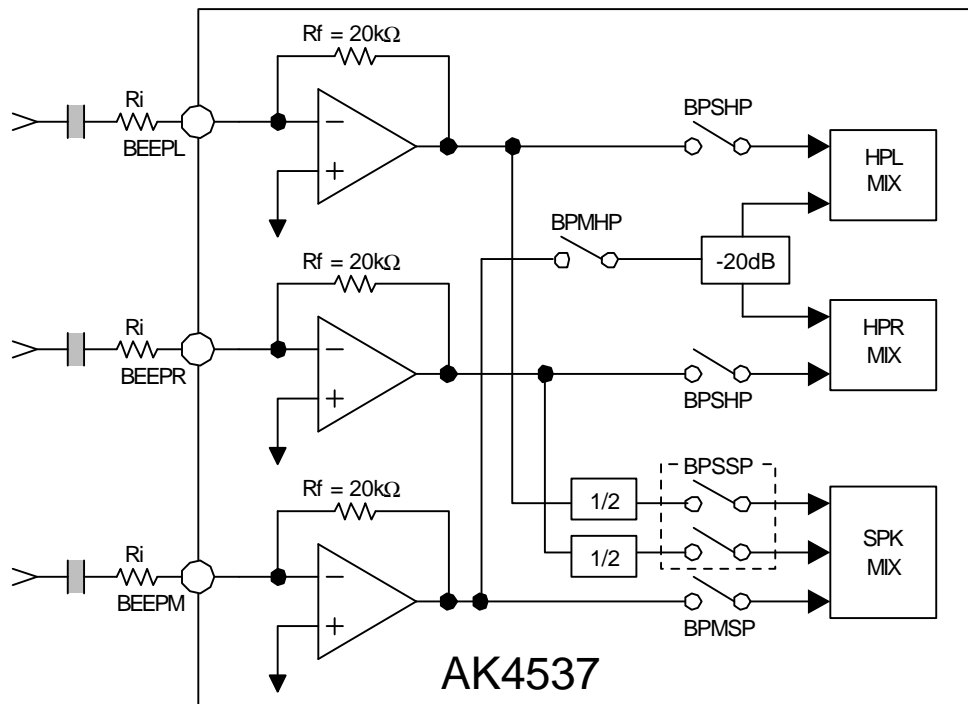 Rf = 20kΩ
Ri
BEEPL
BPSHP
HPL
MIX
BPMHP
-20dB
Rf = 20kΩ
Ri
BEEPR
HPR
MIX
BPSHP
BPSSP
Rf = 20kΩ
1/2
1/2
SPK
MIX
Ri
BEEPM
BPMSP
AK4537